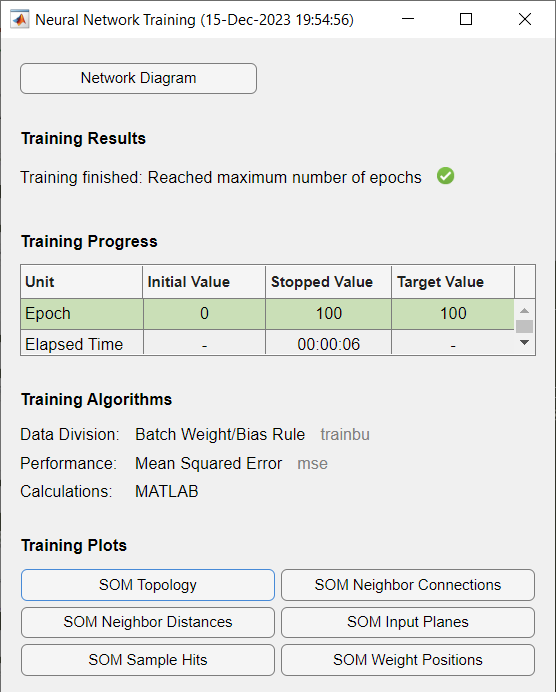 Neural Network Training (15-Dec-2023 19:54:56)
Network Diagram
Training Results
Training finished: Reached maximum number of epochs
Training Progress
Unit Initial Value Stopped Value Target Value
Epoch 0 100 100
Elapsed Time - 00:00:06 -
Training Algorithms
Data Division: Batch Weight/Bias Rule trainbu
Performance: Mean Squared Error mse
Calculations: MATLAB
Training Plots
SOM Topology SOM Neighbor Connections
SOM Neighbor Distances SOM Input Planes
SOM Sample Hits SOM Weight Positions